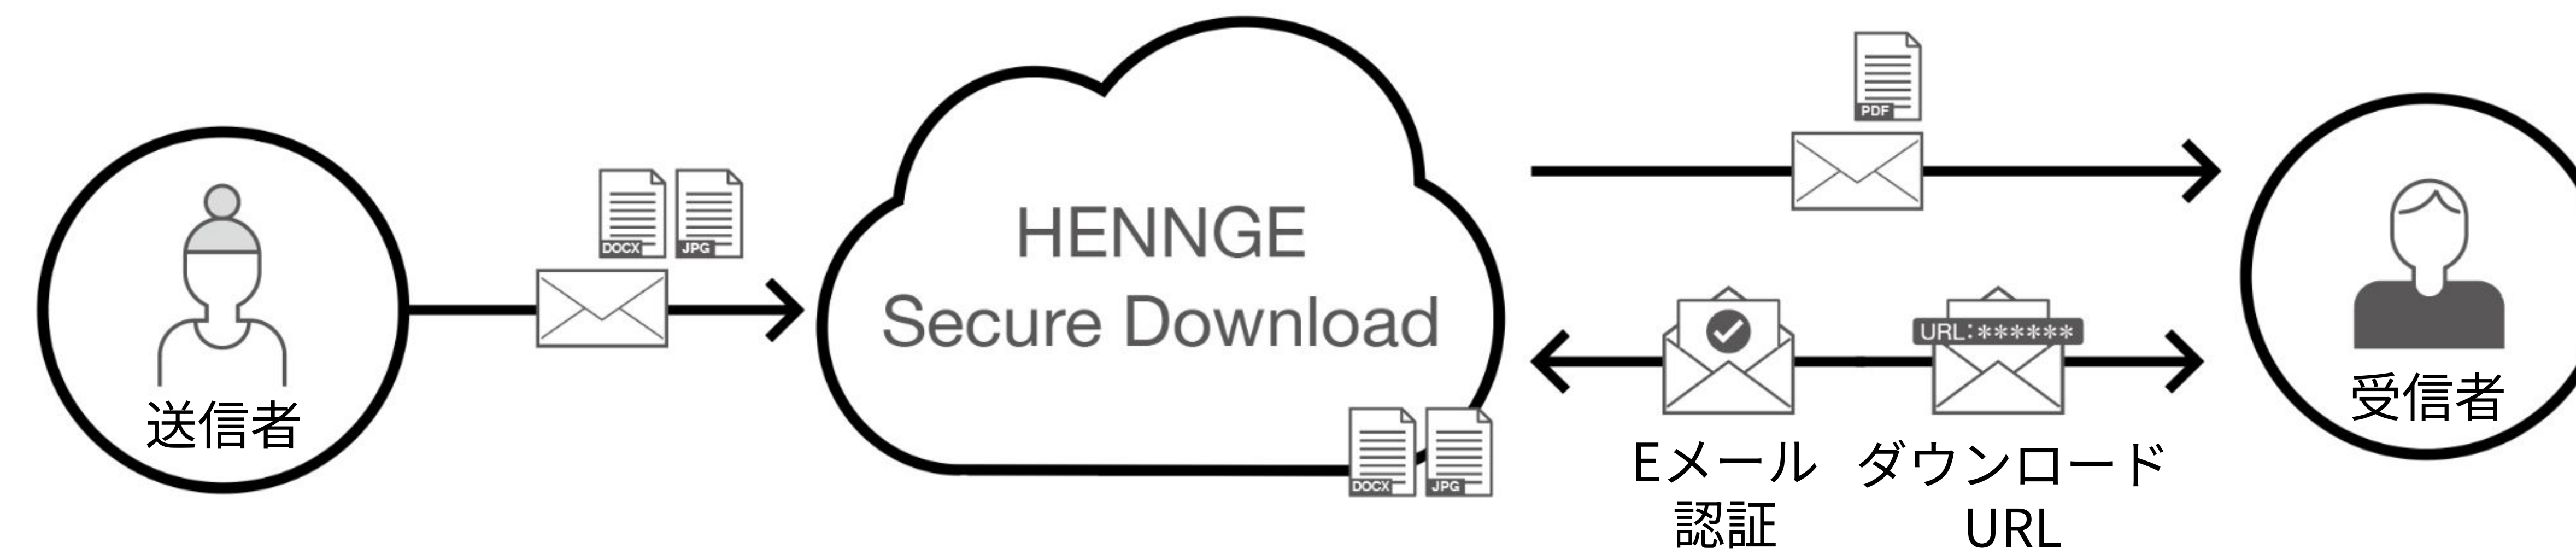 送信者
DOCX
JPG
HENNGE
Secure Download
DOCX
JPG
PDF
URL:******
Eメール
認証
ダウンロード
URL
受信者